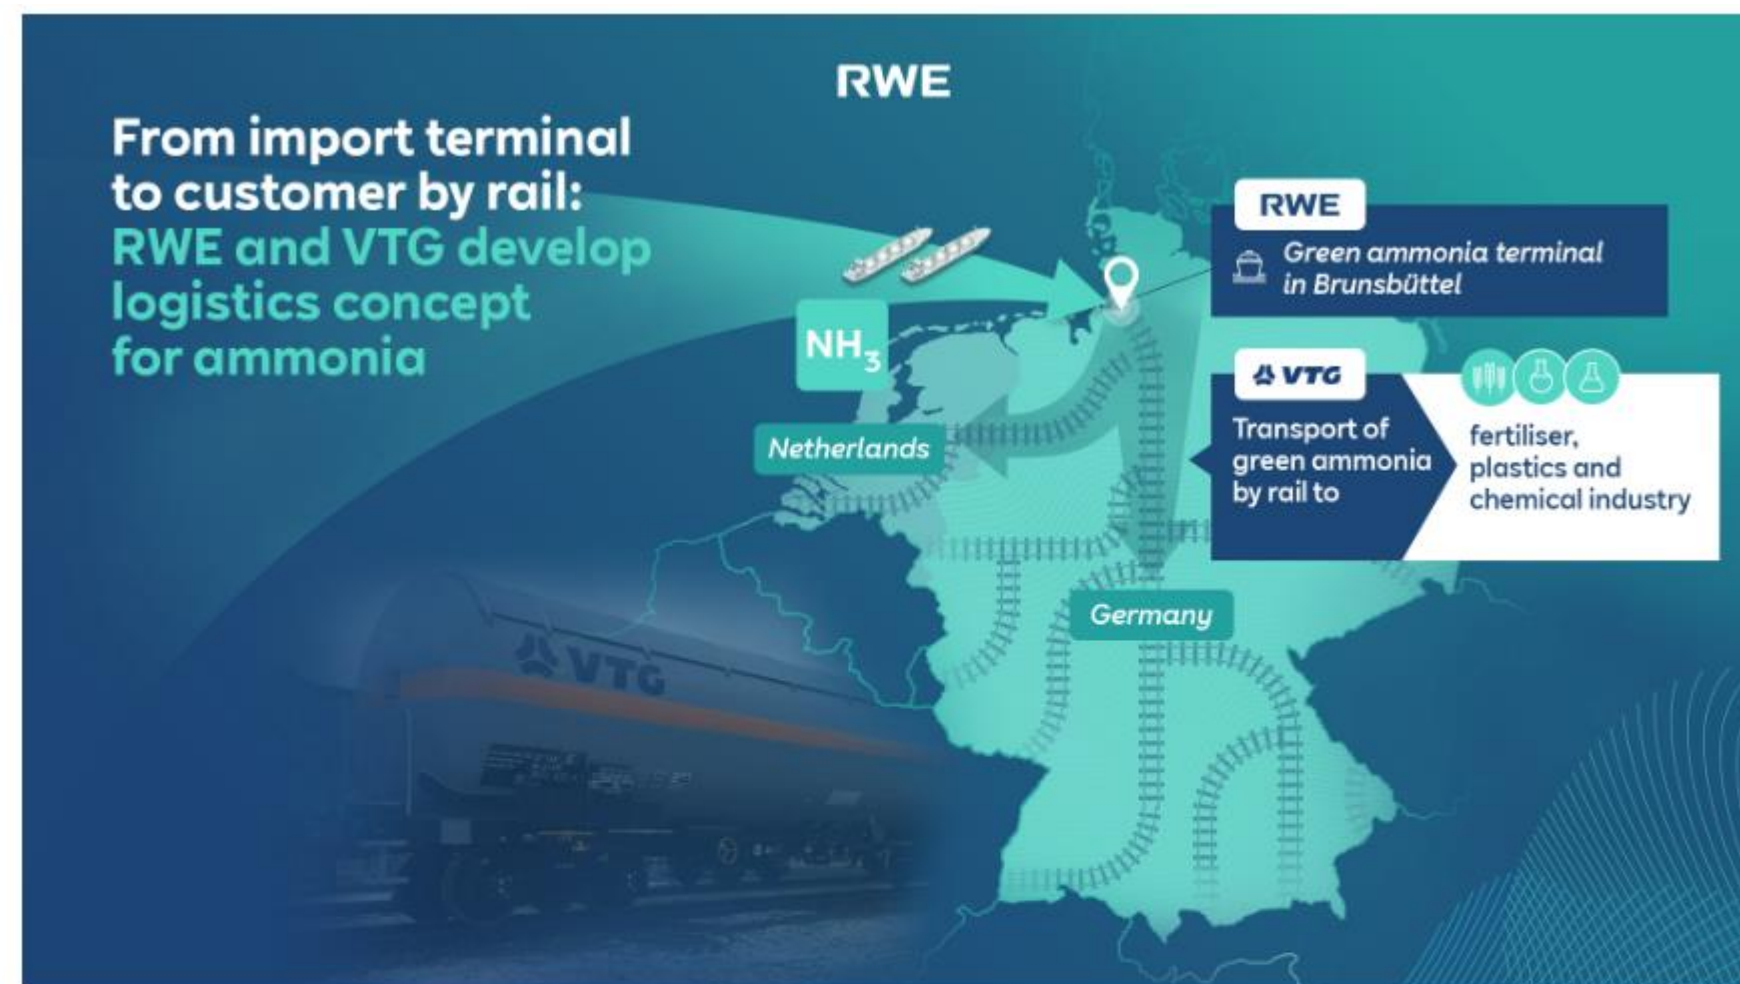 RWE
From import terminal
to customer by rail:
RWE and VTG develop
logistics concept
for ammonia
RWE
Green ammonia terminal
in Brunsbüttel
NH₃
VTG
Transport of
green ammonia
by rail to
fertiliser,
plastics and
chemical industry
Netherlands
Germany
VTG